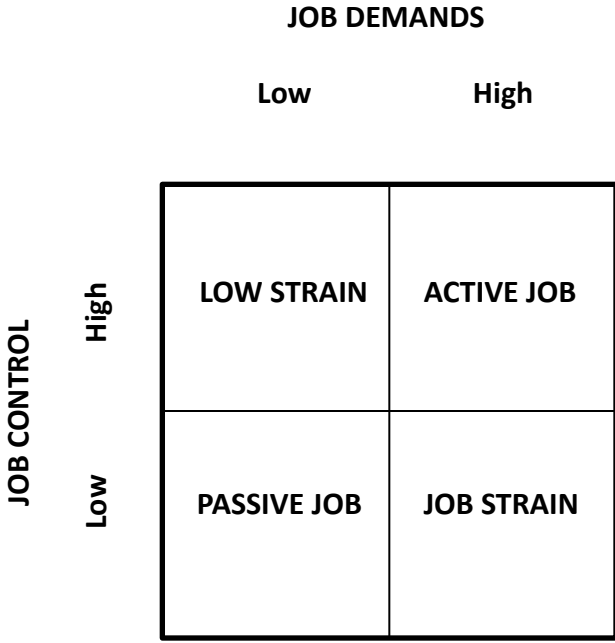 JOB DEMANDS
Low High
JOB CONTROL
High
LOW STRAIN ACTIVE JOB
Low
PASSIVE JOB JOB STRAIN